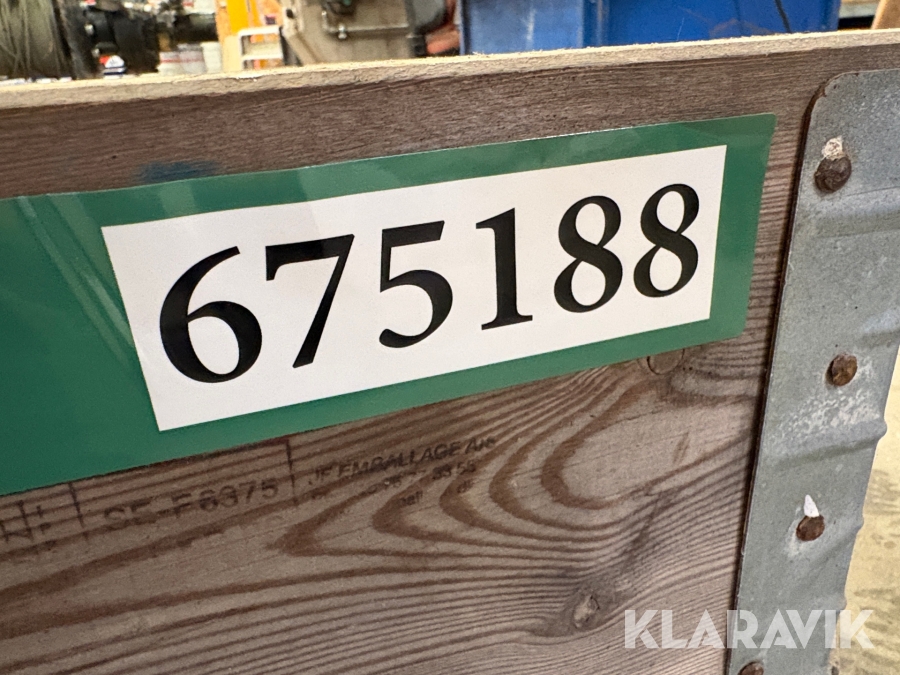 675188
SE-F6375
JF EMBALLAGE A/S
KLARAVIK